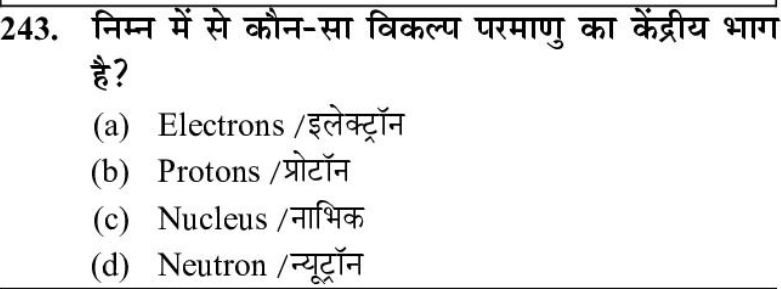 243. निम्न में से कौन-सा विकल्प परमाणु का केंद्रीय भाग
है?
(a) Electrons /इलेक्ट्रॉन
(b) Protons /प्रोटॉन
(c) Nucleus /नाभिक
(d) Neutron /न्यूट्रॉन